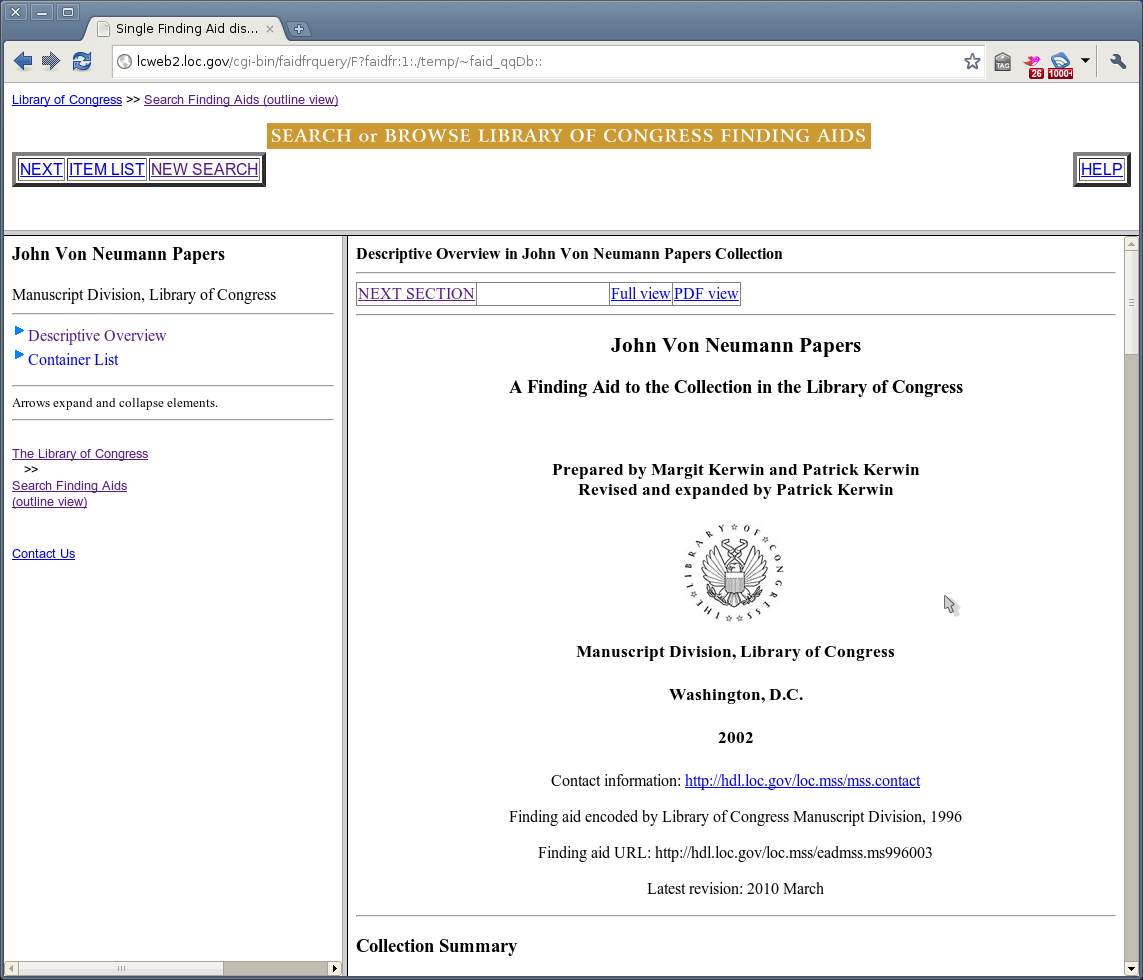 Single Finding Aid dis...
lcweb2.loc.gov/cgi-bin/faidfrquery/F?faidfr:1:./temp/~faid_qqDb::
TAG
26
1000+
Library of Congress >> Search Finding Aids (outline view)
SEARCH or BROWSE LIBRARY OF CONGRESS FINDING AIDS
NEXT ITEM LIST NEW SEARCH
HELP
John Von Neumann Papers
Manuscript Division, Library of Congress
Descriptive Overview
Container List
Arrows expand and collapse elements.
The Library of Congress
>>
Search Finding Aids
(outline view)
Contact Us
Descriptive Overview in John Von Neumann Papers Collection
NEXT SECTION Full view PDF view
John Von Neumann Papers
A Finding Aid to the Collection in the Library of Congress
Prepared by Margit Kerwin and Patrick Kerwin
Revised and expanded by Patrick Kerwin
THE LIBRARY OF CONGRESS
Manuscript Division, Library of Congress
Washington, D.C.
2002
Contact information: http://hdl.loc.gov/loc.mss/mss.contact
Finding aid encoded by Library of Congress Manuscript Division, 1996
Finding aid URL: http://hdl.loc.gov/loc.mss/eadmss.ms996003
Latest revision: 2010 March
Collection Summary